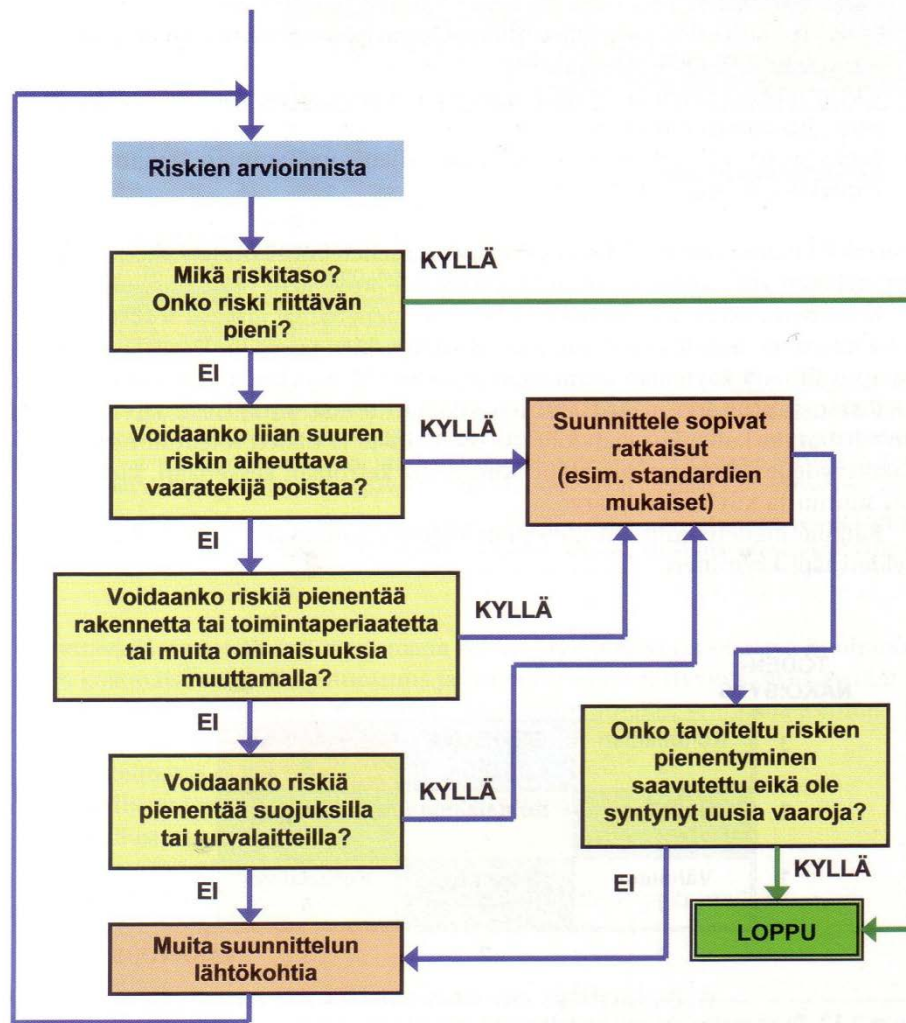 Riskien arvioinnista
Mikä riskitaso?
Onko riski riittävän
pieni?
KYLLÄ
EI
Voidaanko liian suuren
riskin aiheuttava
vaaratekijä poistaa?
KYLLÄ
Suunnittele sopivat
ratkaisut
(esim. standardien
mukaiset)
EI
Voidaanko riskiä pienentää
rakennetta tai toimintaperiaatetta
tai muita ominaisuuksia
muuttamalla?
KYLLÄ
EI
Voidaanko riskiä
pienentää suojuksilla
tai turvalaitteilla?
KYLLÄ
Onko tavoiteltu riskien
pienentyminen
saavutettu eikä ole
syntynyt uusia vaaroja?
EI
KYLLÄ
EI
Muita suunnittelun
lähtökohtia
LOPPU